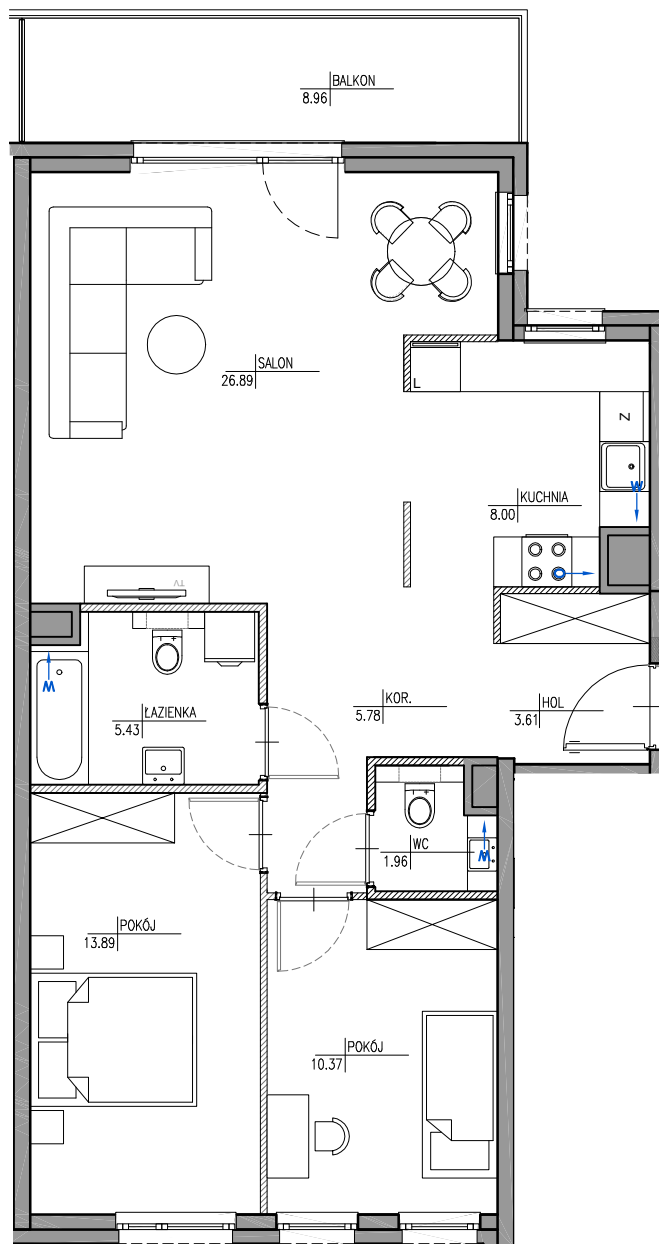 BALKON
8.96
SALON
26.89
L
Z
W
KUCHNIA
8.00
TV
W
ŁAZIENKA
5.43
KOR.
5.78
HOL
3.61
WC
1.96
W
POKÓJ
13.89
POKÓJ
10.37